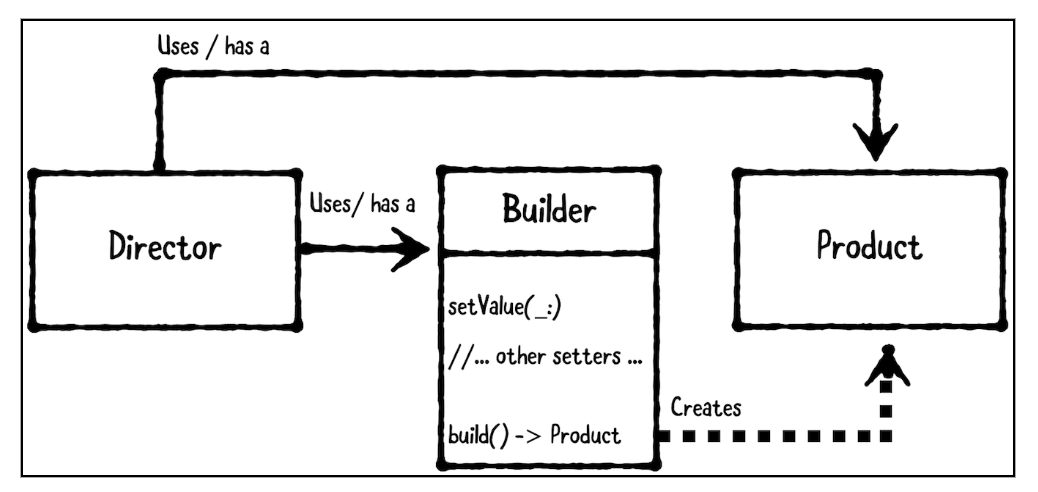 Uses / has a
Director
Uses/ has a
Builder
setValue(_:)
//... other setters ...
build() -> Product
Product
Creates